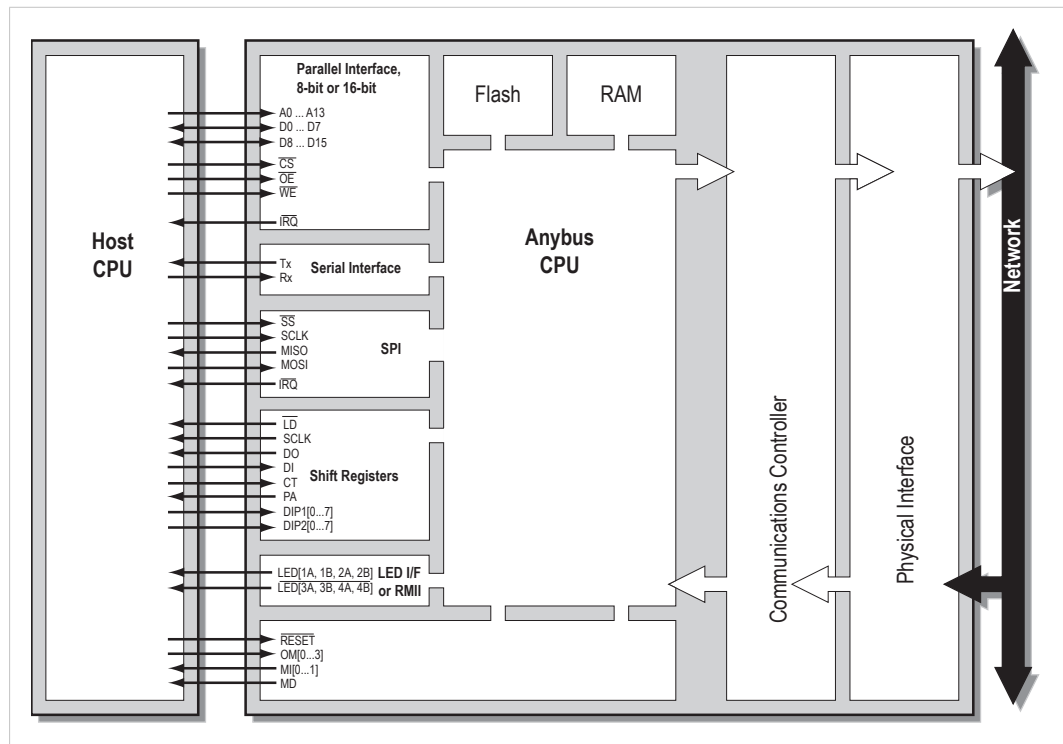 Parallel Interface,
8-bit or 16-bit
A0 ... A13
D0 ... D7
D8 ... D15
CS
OE
WE
IRQ
Host
CPU
Tx
Rx
Serial Interface
SS
SCLK
MISO
MOSI
IRQ
SPI
LD
SCLK
DO
DI
CT
PA
DIP1[0...7]
DIP2[0...7]
Shift Registers
LED[1A, 1B, 2A, 2B]
LED[3A, 3B, 4A, 4B]
LED I/F
or RMII
RESET
OM[0...3]
MI[0...1]
MD
Flash
RAM
Anybus
CPU
Communications Controller
Physical Interface
Network